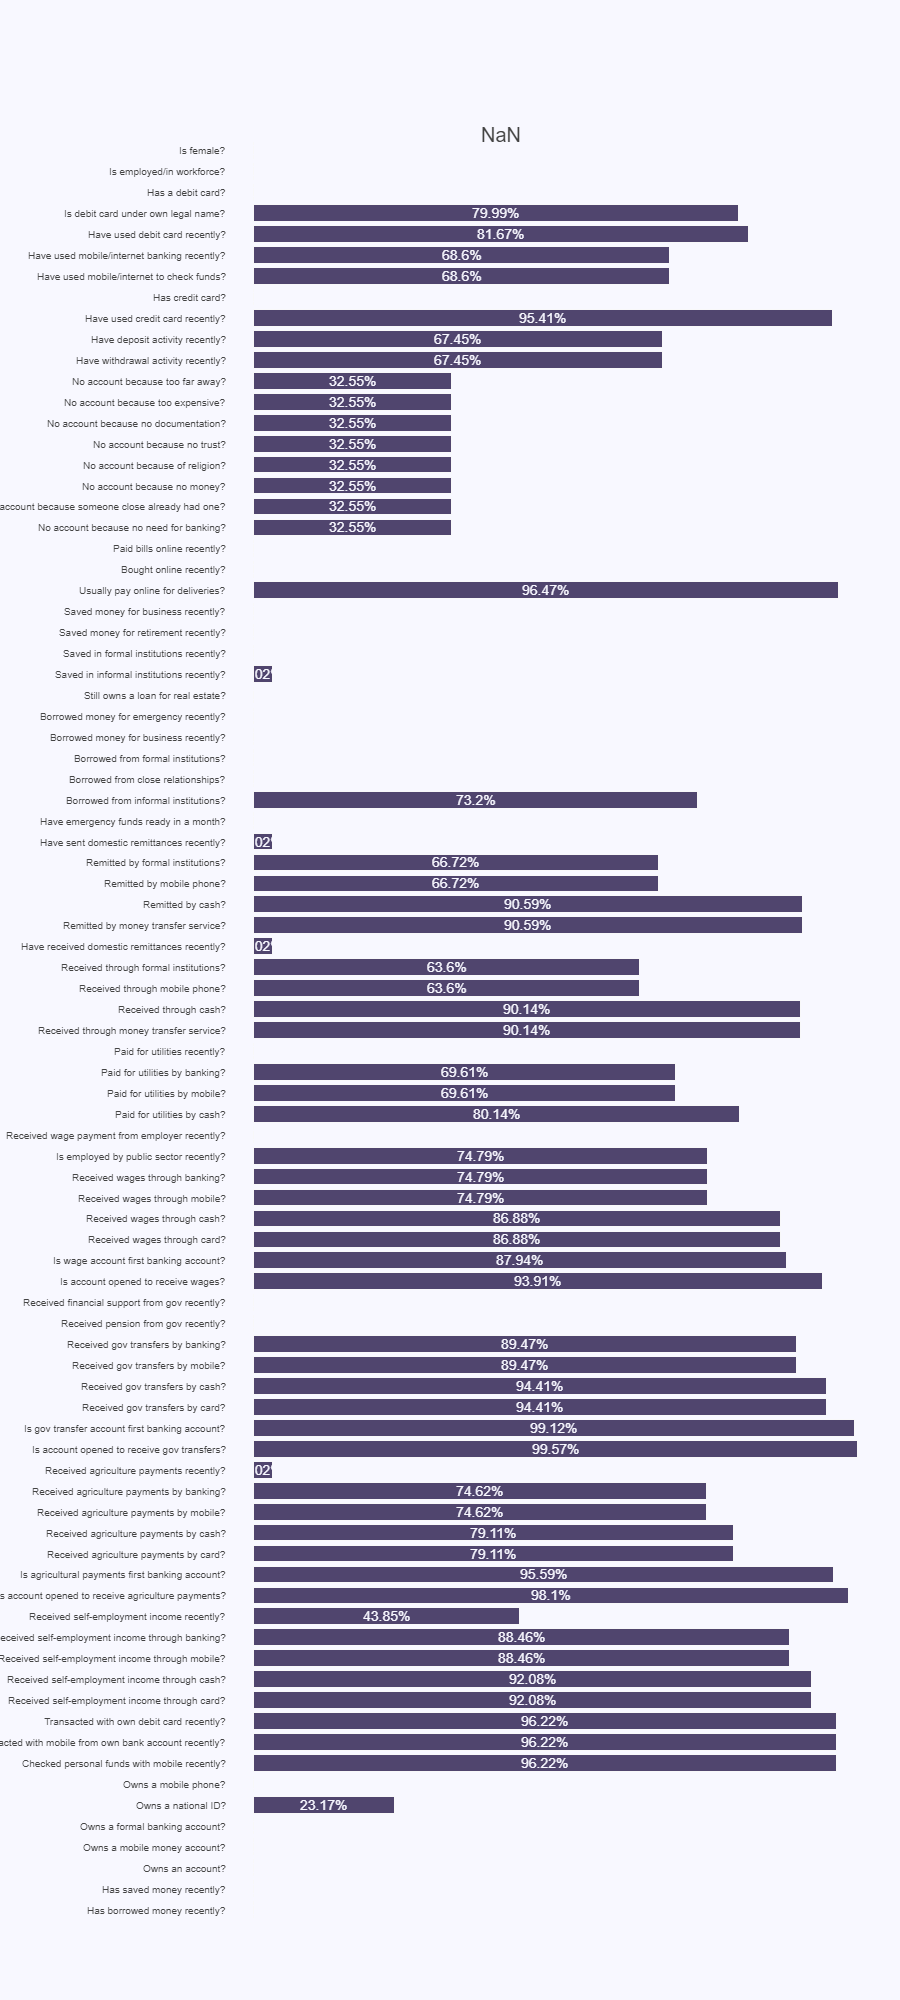 NaN
Is female?
Is employed/in workforce?
Has a debit card?
Is debit card under own legal name? 79.99%
Have used debit card recently? 81.67%
Have used mobile/internet banking recently? 68.6%
Have used mobile/internet to check funds? 68.6%
Has credit card?
Have used credit card recently? 95.41%
Have deposit activity recently? 67.45%
Have withdrawal activity recently? 67.45%
No account because too far away? 32.55%
No account because too expensive? 32.55%
No account because no documentation? 32.55%
No account because no trust? 32.55%
No account because of religion? 32.55%
No account because no money? 32.55%
account because someone close already had one? 32.55%
No account because no need for banking? 32.55%
Paid bills online recently?
Bought online recently?
Usually pay online for deliveries? 96.47%
Saved money for business recently?
Saved money for retirement recently?
Saved in formal institutions recently?
Saved in informal institutions recently? 02
Still owns a loan for real estate?
Borrowed money for emergency recently?
Borrowed money for business recently?
Borrowed from formal institutions?
Borrowed from close relationships?
Borrowed from informal institutions? 73.2%
Have emergency funds ready in a month?
Have sent domestic remittances recently? 02
Remitted by formal institutions? 66.72%
Remitted by mobile phone? 66.72%
Remitted by cash? 90.59%
Remitted by money transfer service? 90.59%
Have received domestic remittances recently? 02
Received through formal institutions? 63.6%
Received through mobile phone? 63.6%
Received through cash? 90.14%
Received through money transfer service? 90.14%
Paid for utilities recently?
Paid for utilities by banking? 69.61%
Paid for utilities by mobile? 69.61%
Paid for utilities by cash? 80.14%
Received wage payment from employer recently?
Is employed by public sector recently? 74.79%
Received wages through banking? 74.79%
Received wages through mobile? 74.79%
Received wages through cash? 86.88%
Received wages through card? 86.88%
Is wage account first banking account? 87.94%
Is account opened to receive wages? 93.91%
Received financial support from gov recently?
Received pension from gov recently?
Received gov transfers by banking? 89.47%
Received gov transfers by mobile? 89.47%
Received gov transfers by cash? 94.41%
Received gov transfers by card? 94.41%
Is gov transfer account first banking account? 99.12%
Is account opened to receive gov transfers? 99.57%
Received agriculture payments recently? 02
Received agriculture payments by banking? 74.62%
Received agriculture payments by mobile? 74.62%
Received agriculture payments by cash? 79.11%
Received agriculture payments by card? 79.11%
Is agricultural payments first banking account? 95.59%
s account opened to receive agriculture payments? 98.1%
Received self-employment income recently? 43.85%
eceived self-employment income through banking? 88.46%
Received self-employment income through mobile? 88.46%
Received self-employment income through cash? 92.08%
Received self-employment income through card? 92.08%
Transacted with own debit card recently? 96.22%
acted with mobile from own bank account recently? 96.22%
Checked personal funds with mobile recently? 96.22%
Owns a mobile phone?
Owns a national ID? 23.17%
Owns a formal banking account?
Owns a mobile money account?
Owns an account?
Has saved money recently?
Has borrowed money recently?